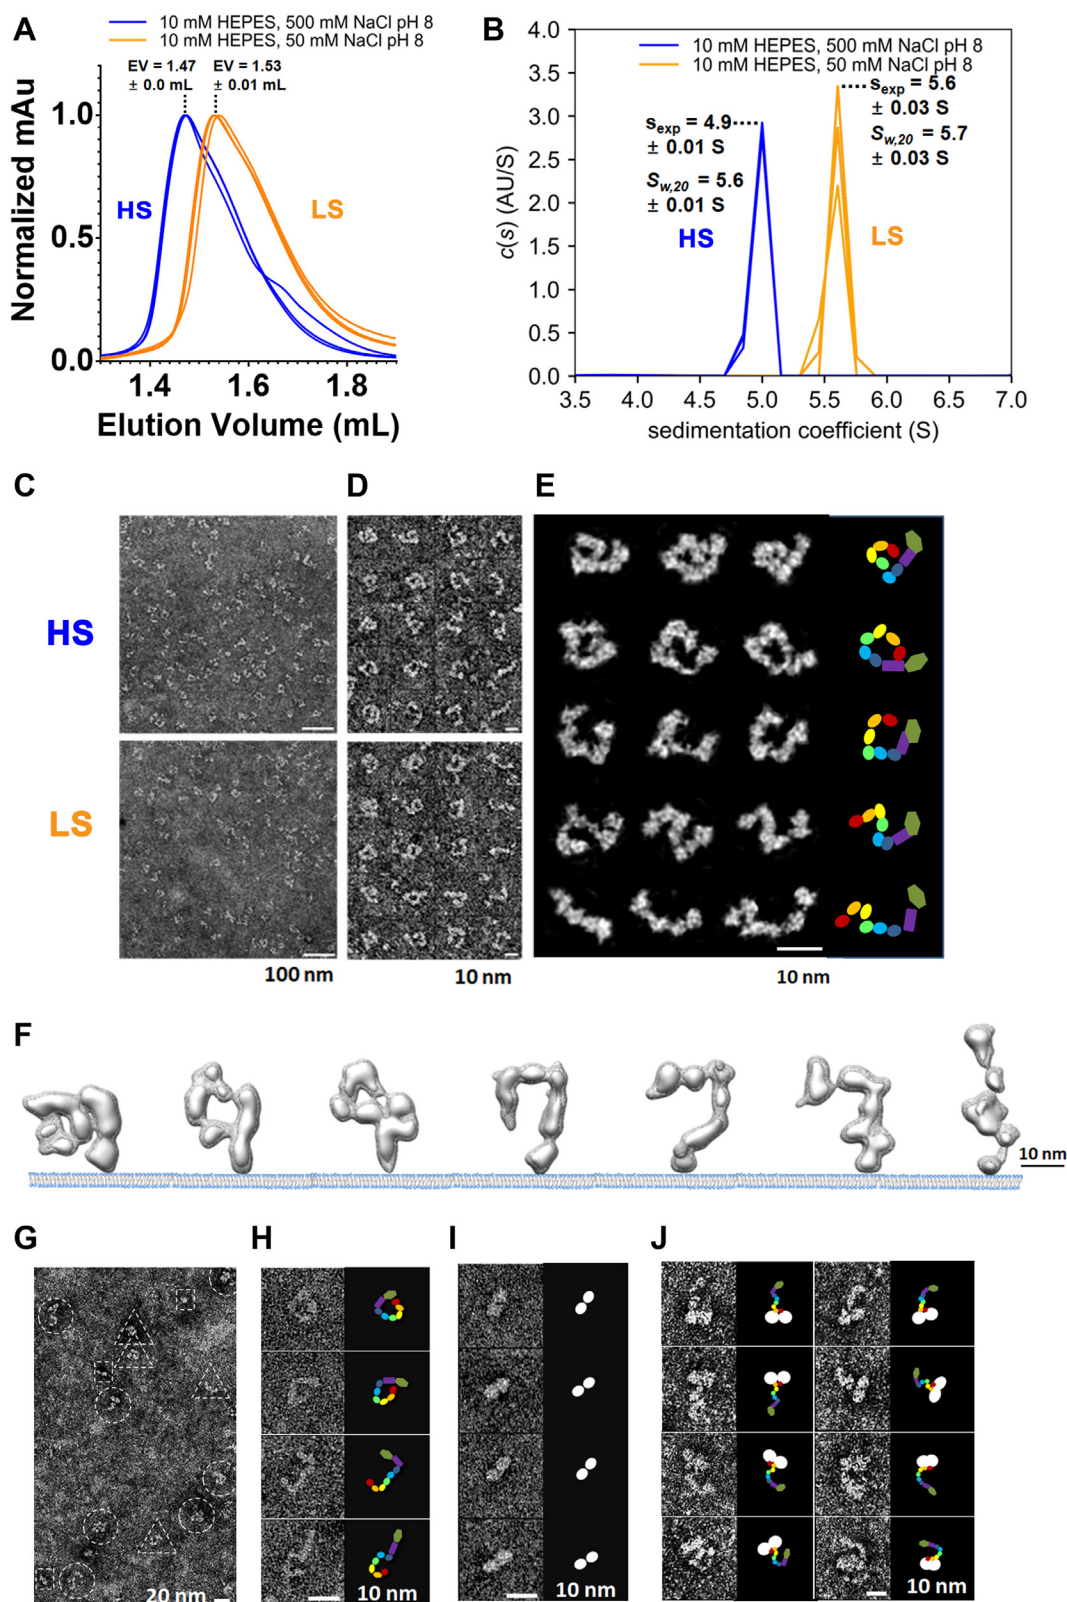 A
10 mM HEPES, 500 mM NaCl pH 8
10 mM HEPES, 50 mM NaCl pH 8
EV = 1.47
± 0.0 mL
EV = 1.53
± 0.01 mL
Normalized mAu
1.0
0.5
0.0
HS
LS
1.4
1.6
1.8
Elution Volume (mL)
B
10 mM HEPES, 500 mM NaCl pH 8
10 mM HEPES, 50 mM NaCl pH 8
c(s) (AU/S)
4.0
3.5
3.0
2.5
2.0
1.5
1.0
0.5
0.0
sexp = 4.9
± 0.01 S
Sw,20 = 5.6
± 0.01 S
HS
sexp = 5.6
± 0.03 S
Sw,20 = 5.7
± 0.03 S
LS
3.5 4.0 4.5 5.0 5.5 6.0 6.5 7.0
sedimentation coefficient (S)
C
D
E
HS
LS
100 nm
10 nm
10 nm
F
10 nm
G
H
I
J
20 nm
10 nm
10 nm
10 nm